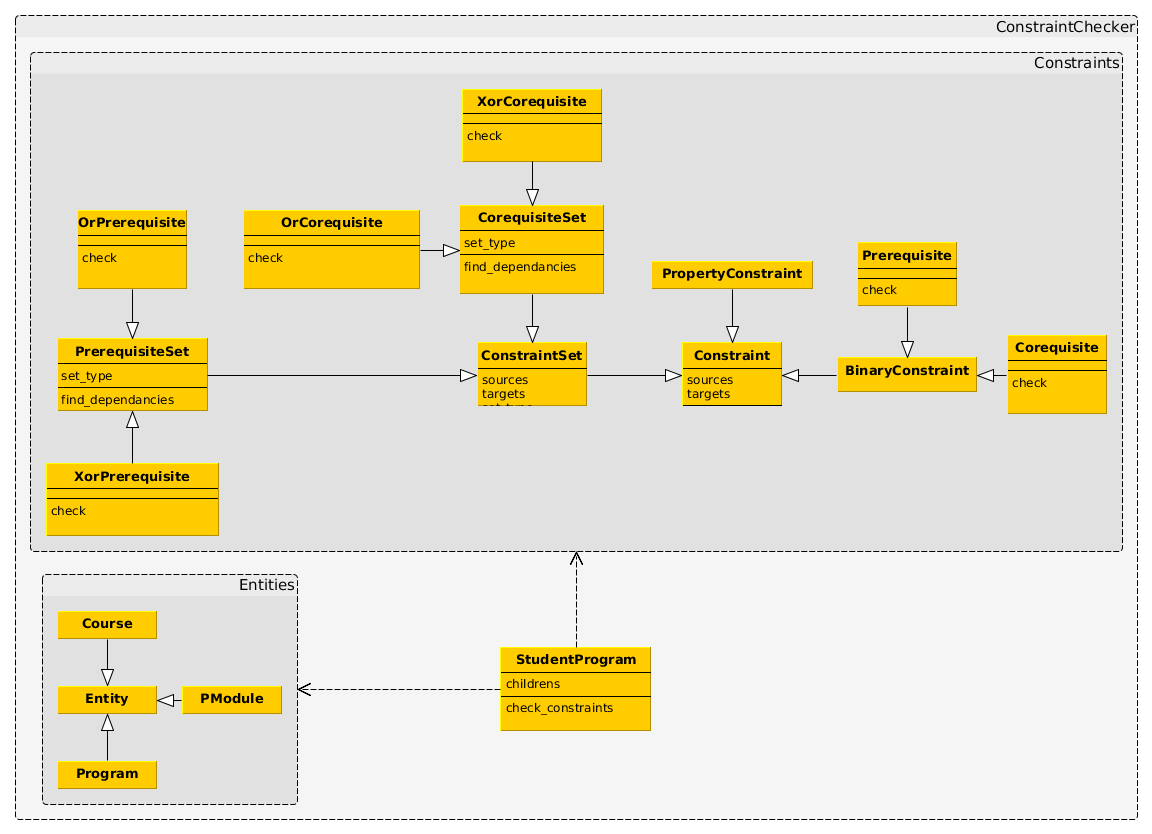 ConstraintChecker
Constraints
XorCorequisite
check
OrPrerequisite
check
OrCorequisite
check
CorequisiteSet
set_type
find_dependancies
PropertyConstraint
Prerequisite
check
PrerequisiteSet
set_type
find_dependancies
ConstraintSet
sources
targets
Constraint
sources
targets
BinaryConstraint
Corequisite
check
XorPrerequisite
check
Entities
Course
Entity
PModule
Program
StudentProgram
childrens
check_constraints